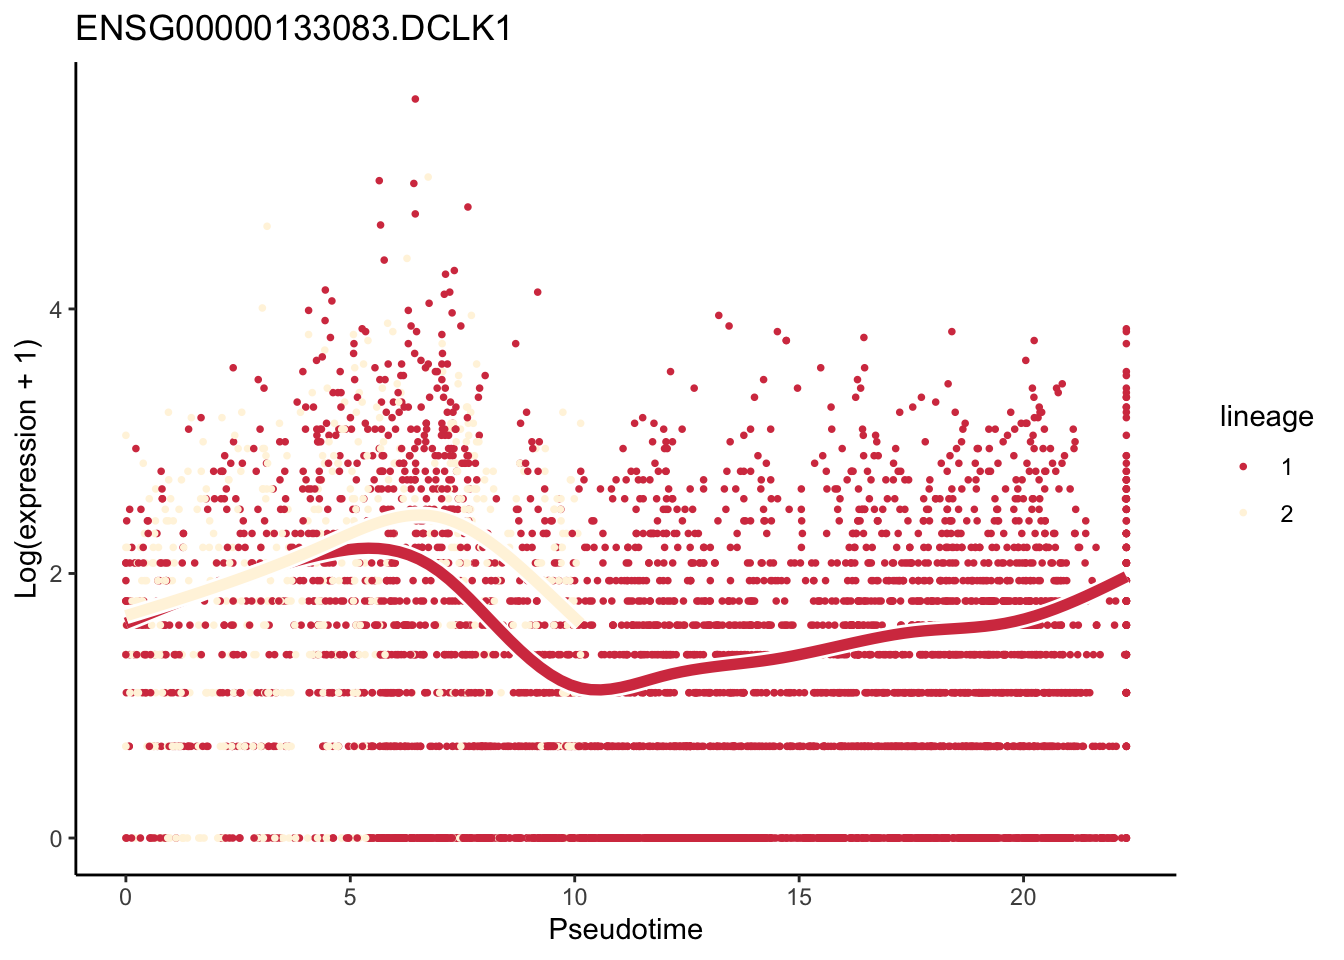 ENSG00000133083.DCLK1
Log(expression + 1)
4
2
0
0 5 10 15 20
Pseudotime
lineage
1
2